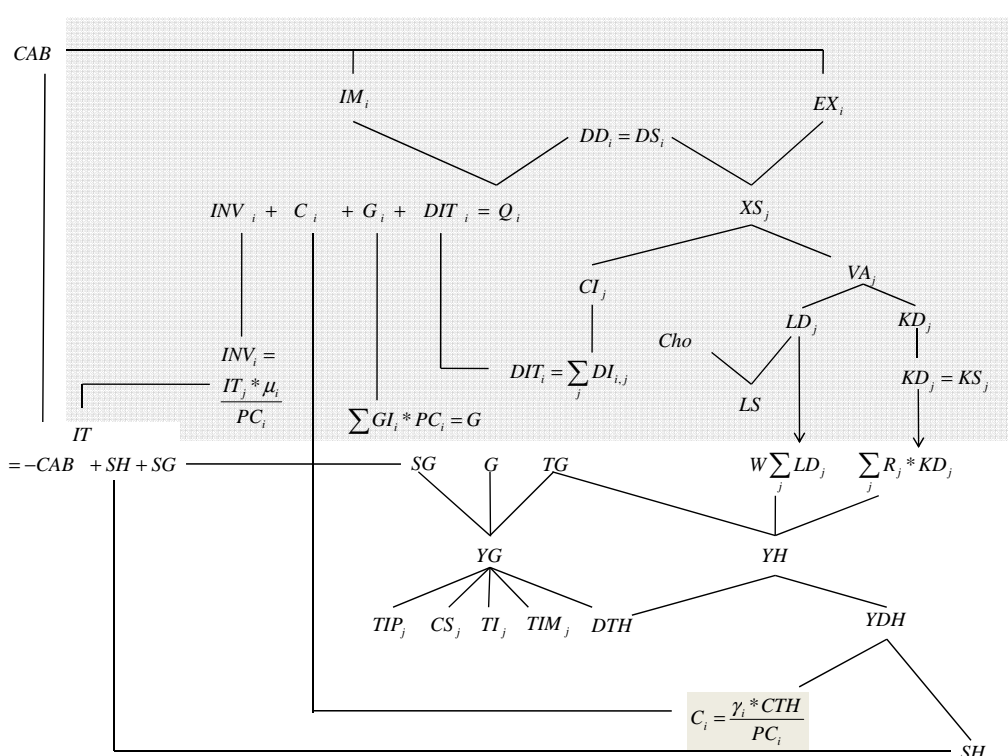 CAB
IM_i
EX_i
DD_i = DS_i
INV_i + C_i + G_i + DIT_i = Q_i
XS_j
VA_j
CI_j
LD_j
KD_j
Cho
INV_i = IT_j * μ_i / PC_i
DIT_i = ∑_j DI_{i,j}
KD_j = KS_j
LS
∑ GI_i * PC_i = G
IT
= −CAB + SH + SG
SG
G
TG
W ∑_j LD_j
∑_j R_j * KD_j
YG
YH
TIP_j
CS_j
TI_j
TIM_j
DTH
YDH
C_i = γ_i * CTH / PC_i
SH